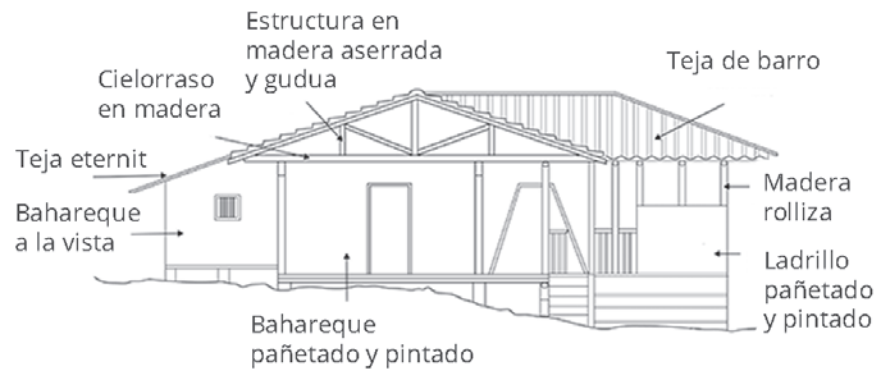 Estructura en
madera aserrada
y gudua
Cielorraso
en madera
Teja de barro
Teja eternit
Bahareque
a la vista
Madera
rolliza
Ladrillo
pañetado
y pintado
Bahareque
pañetado y pintado